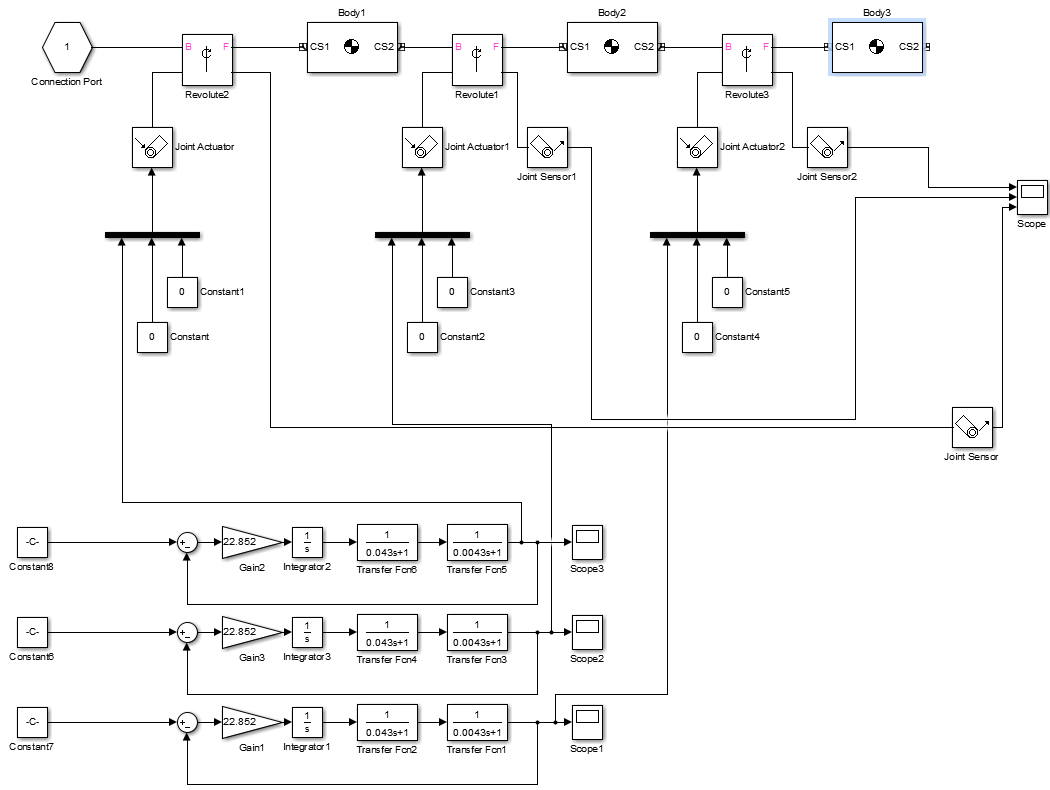 Body1
Body2
Body3
1
B
F
CS1
CS2
B
F
CS1
CS2
B
F
CS1
CS2
Connection Port
Revolute2
Revolute1
Revolute3
Joint Actuator
Joint Actuator1
Joint Sensor1
Joint Actuator2
Joint Sensor2
Scope
0
Constant1
0
Constant3
0
Constant5
0
Constant
0
Constant2
0
Constant4
Joint Sensor
-C-
Constant8
+
-
22.852
Gain2
1
s
Integrator2
1
0.043s+1
Transfer Fcn6
1
0.0043s+1
Transfer Fcn5
Scope3
-C-
Constant6
+
-
22.852
Gain3
1
s
Integrator3
1
0.043s+1
Transfer Fcn4
1
0.0043s+1
Transfer Fcn3
Scope2
-C-
Constant7
+
-
22.852
Gain1
1
s
Integrator1
1
0.043s+1
Transfer Fcn2
1
0.0043s+1
Transfer Fcn1
Scope1